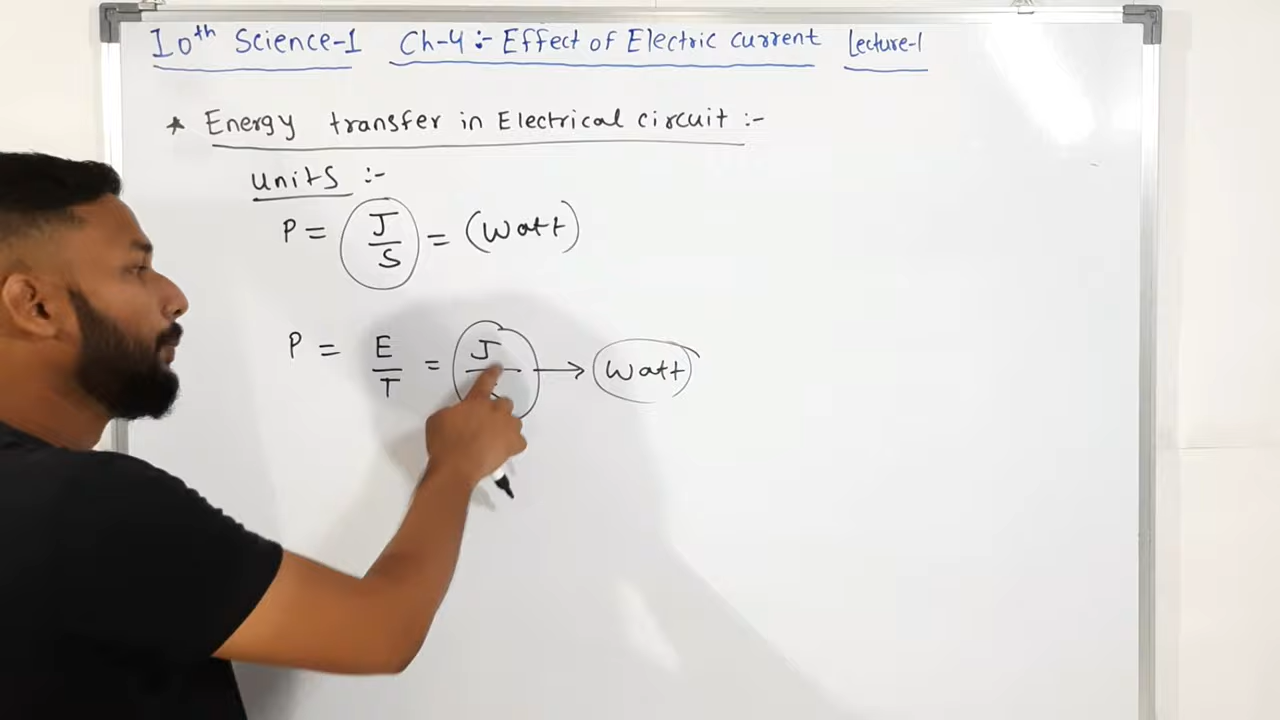 10th Science-1 Ch-4 :- Effect of Electric current Lecture-1
* Energy transfer in Electrical circuit :-
Units :-
P = J/S = (Watt)
P = E/T = J → Watt